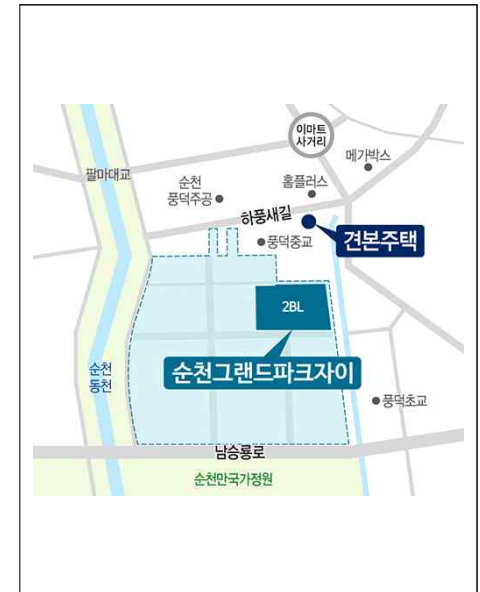 이마트
사거리
메가박스
팔마대교
순천
풍덕주공
홈플러스
하풍새길
풍덕중교
견본주택
2BL
순천그랜드파크자이
순천
동천
풍덕초교
남승룡로
순천만국가정원